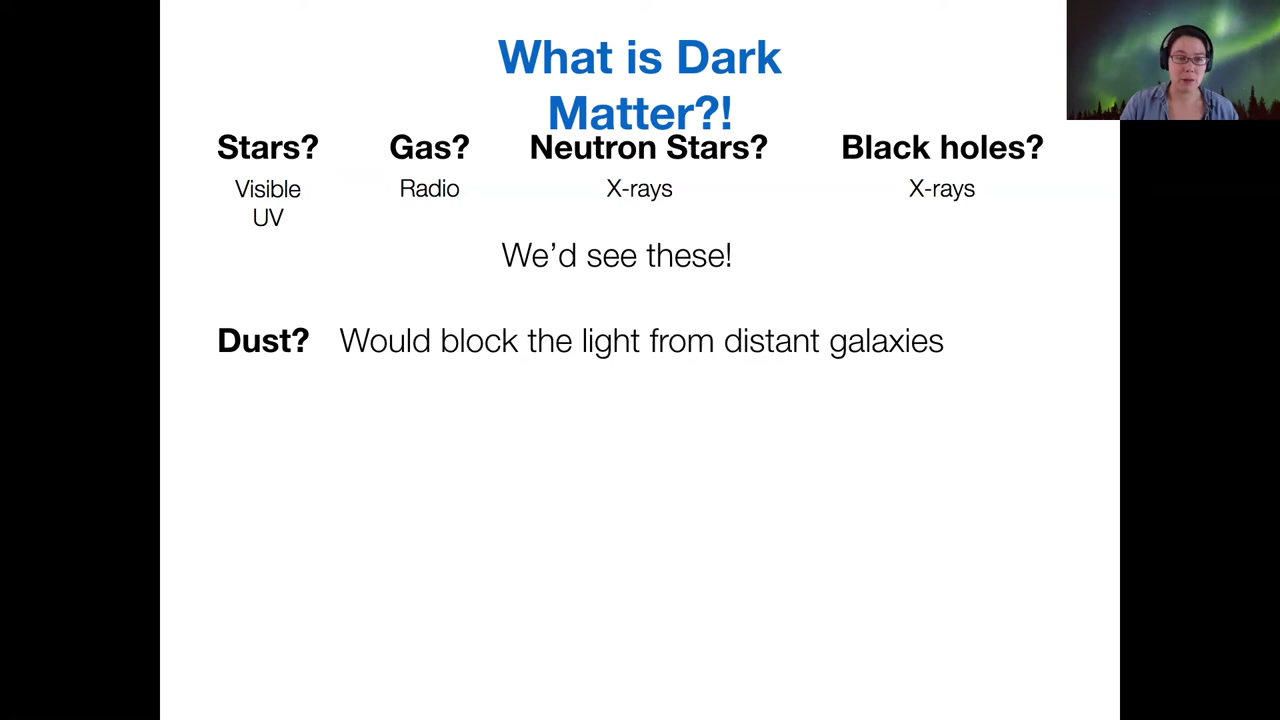 What is Dark
Matter?!
Stars? Gas? Neutron Stars? Black holes?
Visible Radio X-rays X-rays
UV
We’d see these!
Dust? Would block the light from distant galaxies